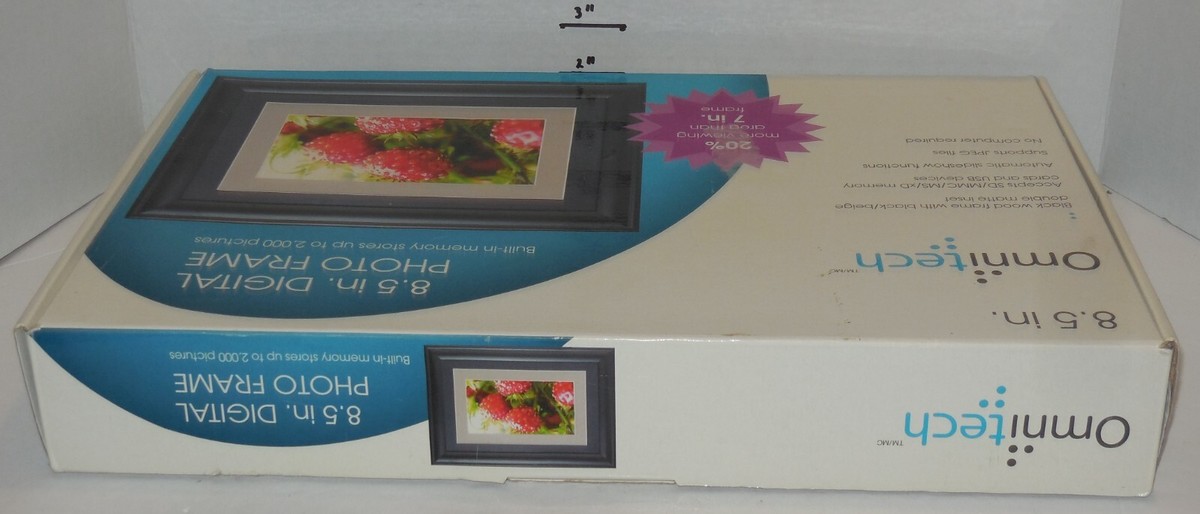 3"
2"
8.5 in.
Omnitech
TM/MC
Black wood frame with black/beige
double matte inset
Accepts SD/MMC/MS/xD memory
cards and USB devices
Automatic slideshow functions
Supports JPEG files
No computer required
20%
more viewing
area than
7 in.
frame
8.5 in. DIGITAL
PHOTO FRAME
Built-in memory stores up to 2,000 pictures
Omnitech
TM/MC
8.5 in. DIGITAL
PHOTO FRAME
Built-in memory stores up to 2,000 pictures